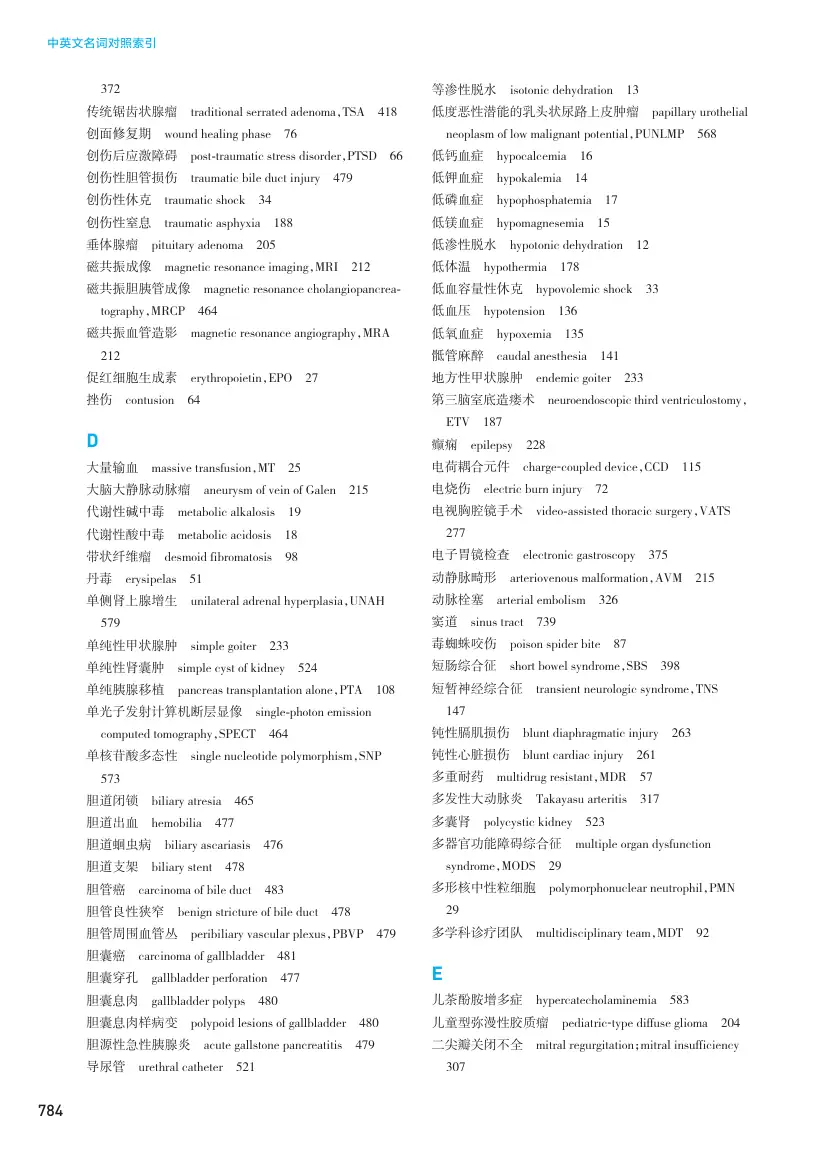 中英文名词对照索引
372
传统锯齿状腺瘤 traditional serrated adenoma,TSA 418
创面修复期 wound healing phase 76
创伤后应激障碍 post-traumatic stress disorder,PTSD 66
创伤性胆管损伤 traumatic bile duct injury 479
创伤性休克 traumatic shock 34
创伤性窒息 traumatic asphyxia 188
垂体腺瘤 pituitary adenoma 205
磁共振成像 magnetic resonance imaging,MRI 212
磁共振胆胰管成像 magnetic resonance cholangiopancrea-
tography,MRCP 464
磁共振血管造影 magnetic resonance angiography,MRA
212
促红细胞生成素 erythropoietin,EPO 27
挫伤 contusion 64
D
大量输血 massive transfusion,MT 25
大脑大静脉动脉瘤 aneurysm of vein of Galen 215
代谢性碱中毒 metabolic alkalosis 19
代谢性酸中毒 metabolic acidosis 18
带状纤维瘤 desmoid fibromatosis 98
丹毒 erysipelas 51
单侧肾上腺增生 unilateral adrenal hyperplasia,UNAH
579
单纯性甲状腺肿 simple goiter 233
单纯性肾囊肿 simple cyst of kidney 524
单纯胰腺移植 pancreas transplantation alone,PTA 108
单光子发射计算机断层显像 single-photon emission
computed tomography,SPECT 464
单核苷酸多态性 single nucleotide polymorphism,SNP
573
胆道闭锁 biliary atresia 465
胆道出血 hemobilia 477
胆道蛔虫病 biliary ascariasis 476
胆道支架 biliary stent 478
胆管癌 carcinoma of bile duct 483
胆管良性狭窄 benign stricture of bile duct 478
胆管周围血管丛 peribiliary vascular plexus,PBVP 479
胆囊癌 carcinoma of gallbladder 481
胆囊穿孔 gallbladder perforation 477
胆囊息肉 gallbladder polyps 480
胆囊息肉样病变 polypoid lesions of gallbladder 480
胆源性急性胰腺炎 acute gallstone pancreatitis 479
导尿管 urethral catheter 521
等渗性脱水 isotonic dehydration 13
低度恶性潜能的乳头状尿路上皮肿瘤 papillary urothelial
neoplasm of low malignant potential,PUNLMP 568
低钙血症 hypocalcemia 16
低钾血症 hypokalemia 14
低磷血症 hypophosphatemia 17
低镁血症 hypomagnesemia 15
低渗性脱水 hypotonic dehydration 12
低体温 hypothermia 178
低血容量性休克 hypovolemic shock 33
低血压 hypotension 136
低氧血症 hypoxemia 135
骶管麻醉 caudal anesthesia 141
地方性甲状腺肿 endemic goiter 233
第三脑室底造瘘术 neuroendoscopic third ventriculostomy,
ETV 187
癫痫 epilepsy 228
电荷耦合元件 charge-coupled device,CCD 115
电烧伤 electric burn injury 72
电视胸腔镜手术 video-assisted thoracic surgery,VATS
277
电子胃镜检查 electronic gastroscopy 375
动静脉畸形 arteriovenous malformation,AVM 215
动脉栓塞 arterial embolism 326
窦道 sinus tract 739
毒蜘蛛咬伤 poison spider bite 87
短肠综合征 short bowel syndrome,SBS 398
短暂神经综合征 transient neurologic syndrome,TNS
147
钝性膈肌损伤 blunt diaphragmatic injury 263
钝性心脏损伤 blunt cardiac injury 261
多重耐药 multidrug resistant,MDR 57
多发性大动脉炎 Takayasu arteritis 317
多囊肾 polycystic kidney 523
多器官功能障碍综合征 multiple organ dysfunction
syndrome,MODS 29
多形核中性粒细胞 polymorphonuclear neutrophil,PMN
29
多学科诊疗团队 multidisciplinary team,MDT 92
E
儿茶酚胺增多症 hypercatecholaminemia 583
儿童型弥漫性胶质瘤 pediatric-type diffuse glioma 204
二尖瓣关闭不全 mitral regurgitation;mitral insufficiency
307
784